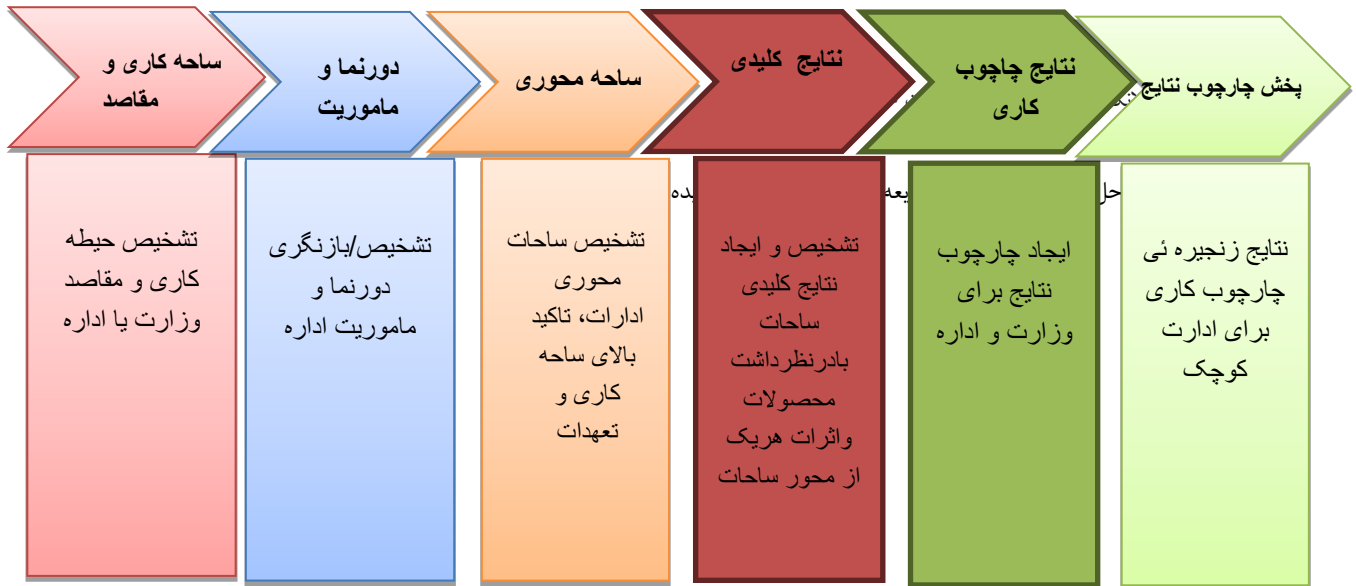 ساحه کاری و
مقاصد
دورنما و
ماموریت
ساحه محوری
نتایج کلیدی
نتایج چاچوب
کاری
پخش چارچوب نتایج
تشخیص حیطه
کاری و مقاصد
وزارت یا اداره
تشخیص/بازنگری
دورنما و
ماموریت اداره
تشخیص ساحات
محوری
ادارات، تاکید
بالای ساحه
کاری و
تعهدات
تشخیص و ایجاد
نتایج کلیدی
ساحات
بادرنظرداشت
محصولات
واثرات هریک
از محور ساحات
ایجاد چارچوب
نتایج برای
وزارت و اداره
نتایج زنجیره ئی
چارچوب کاری
برای ادارت
کوچک